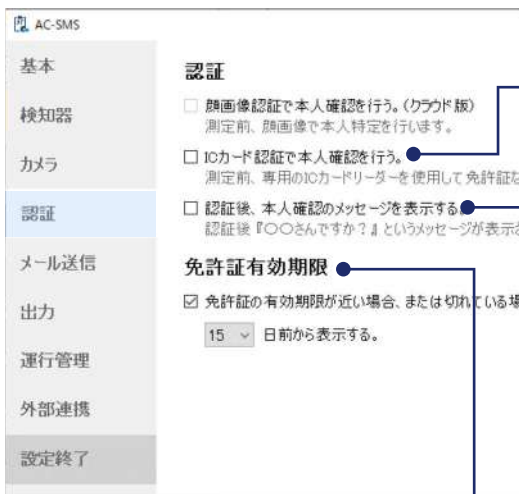 AC-SMS
基本
検知器
カメラ
認証
メール送信
出力
運行管理
外部連携
設定終了
認証
顔画像認証で本人確認を行う。(クラウド版)
測定前、顔画像で本人特定を行います。
ICカード認証で本人確認を行う。
測定前、専用のICカードリーダーを使用して免許証な
認証後、本人確認のメッセージを表示する。
認証後『〇〇さんですか?』というメッセージが表示さ
免許証有効期限
免許証の有効期限が近い場合、または切れている場
15 日前から表示する。